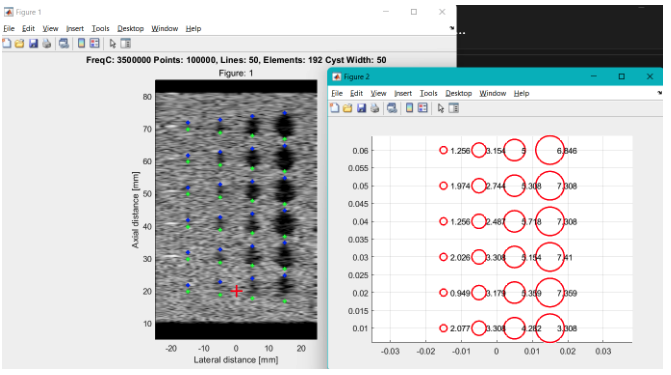 Figure 1
File Edit View Insert Tools Desktop Window Help
FreqC: 3500000 Points: 100000, Lines: 50, Elements: 192 Cyst Width: 50
Figure: 1
80
70
60
50
40
30
20
10
Axial distance [mm]
-20 -10 0 10 20
Lateral distance [mm]
Figure 2
File Edit View Insert Tools Desktop Window Help
0.06 1.256 3.154 5 6.846
0.055
0.05 1.974 2.744 5.308 7.308
0.045
0.04 1.256 2.487 5.718 7.308
0.035
0.03 2.026 3.308 5.154 7.41
0.025
0.02 0.949 3.179 5.359 7.359
0.015
0.01 2.077 3.308 4.282 3.308
-0.03 -0.02 -0.01 0 0.01 0.02 0.03